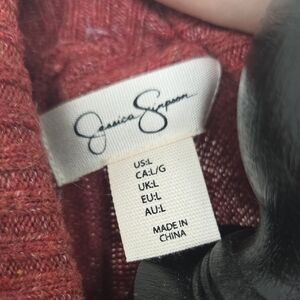 Jessica Simpson
US:L
CA:L/G
UK:L
EU:L
AU:L
MADE IN
CHINA